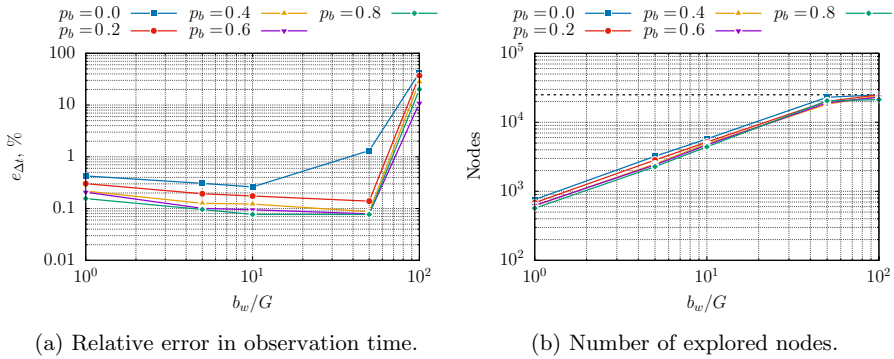 p_b = 0.0 p_b = 0.4 p_b = 0.8
p_b = 0.2 p_b = 0.6
100
10
1
0.1
0.01
e_Δt, %
10^0 10^1 10^2
b_w/G
(a) Relative error in observation time.
p_b = 0.0 p_b = 0.4 p_b = 0.8
p_b = 0.2 p_b = 0.6
10^5
10^4
10^3
10^2
Nodes
10^0 10^1 10^2
b_w/G
(b) Number of explored nodes.